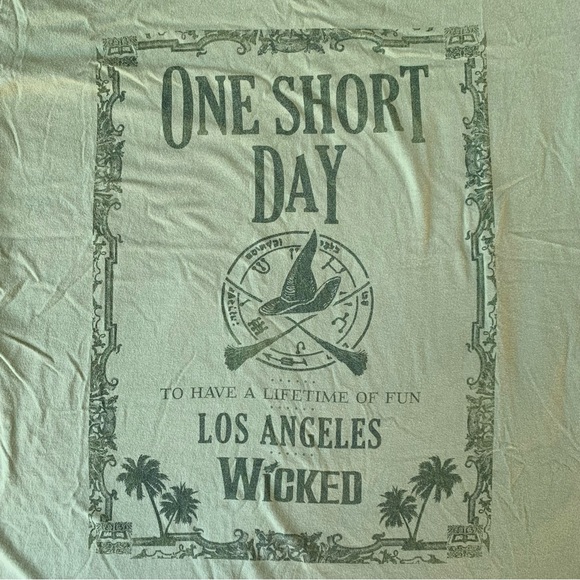 ONE SHORT
DAY
TO HAVE A LIFETIME OF FUN
LOS ANGELES
WICKED